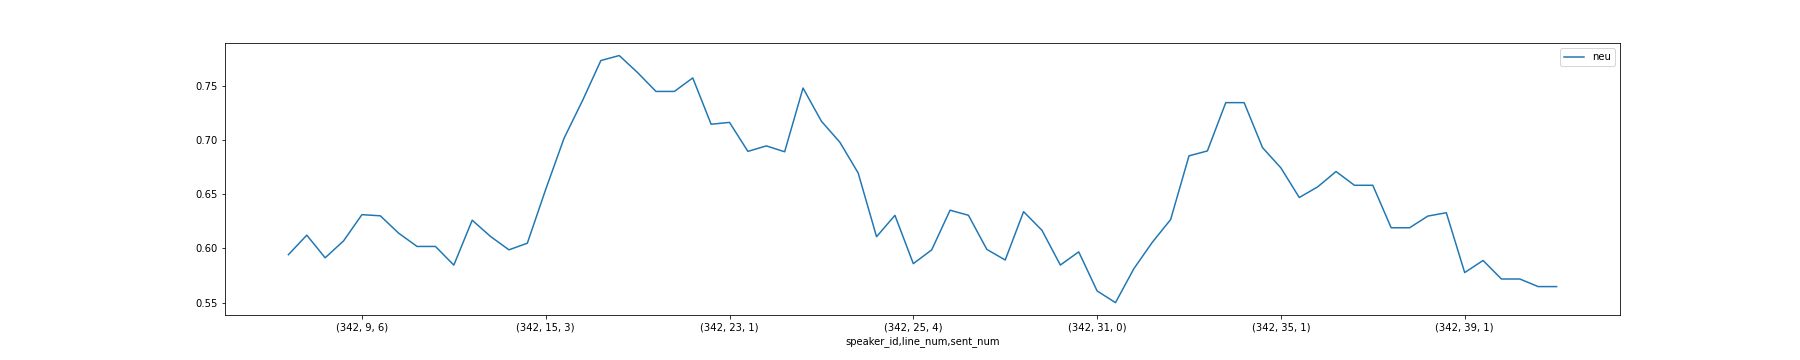 neu
0.75
0.70
0.65
0.60
0.55
(342, 9, 6) (342, 15, 3) (342, 23, 1) (342, 25, 4) (342, 31, 0) (342, 35, 1) (342, 39, 1)
speaker_id,line_num,sent_num